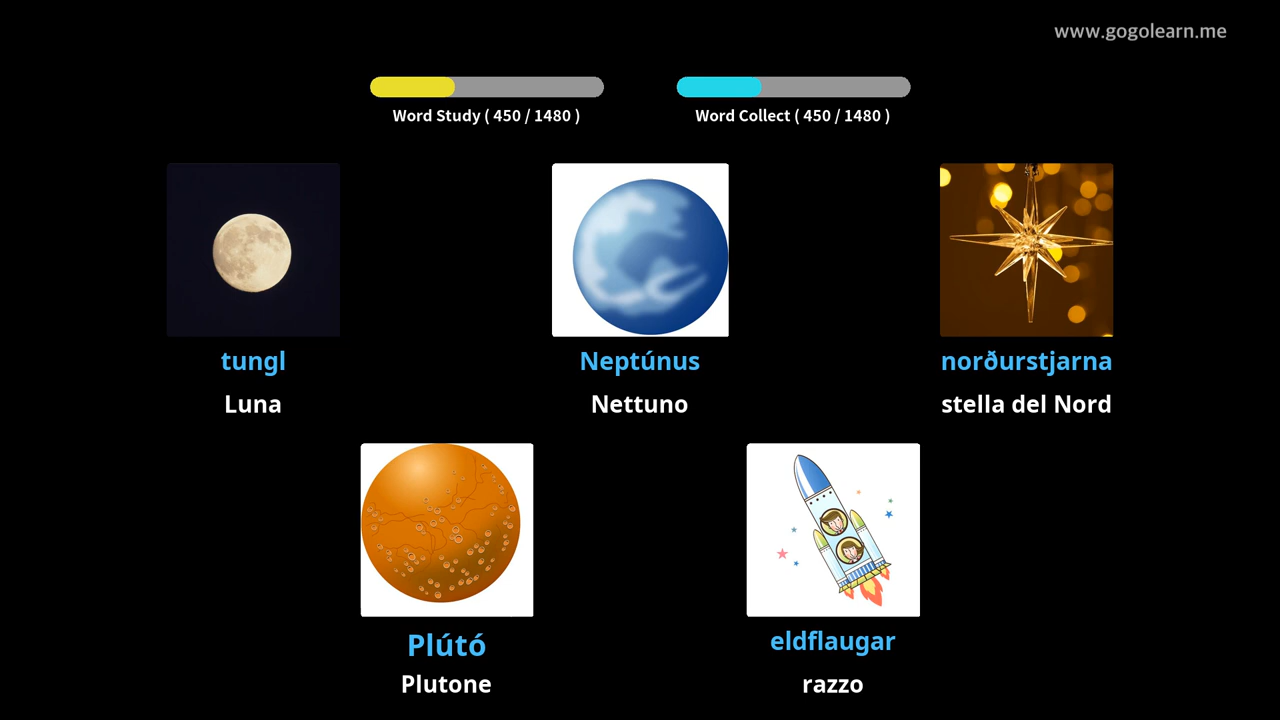 www.gogolearn.me
Word Study ( 450 / 1480 )
Word Collect ( 450 / 1480 )
tungl
Neptúnus
norðurstjarna
Luna
Nettuno
stella del Nord
Plútó
eldflaugar
Plutone
razzo